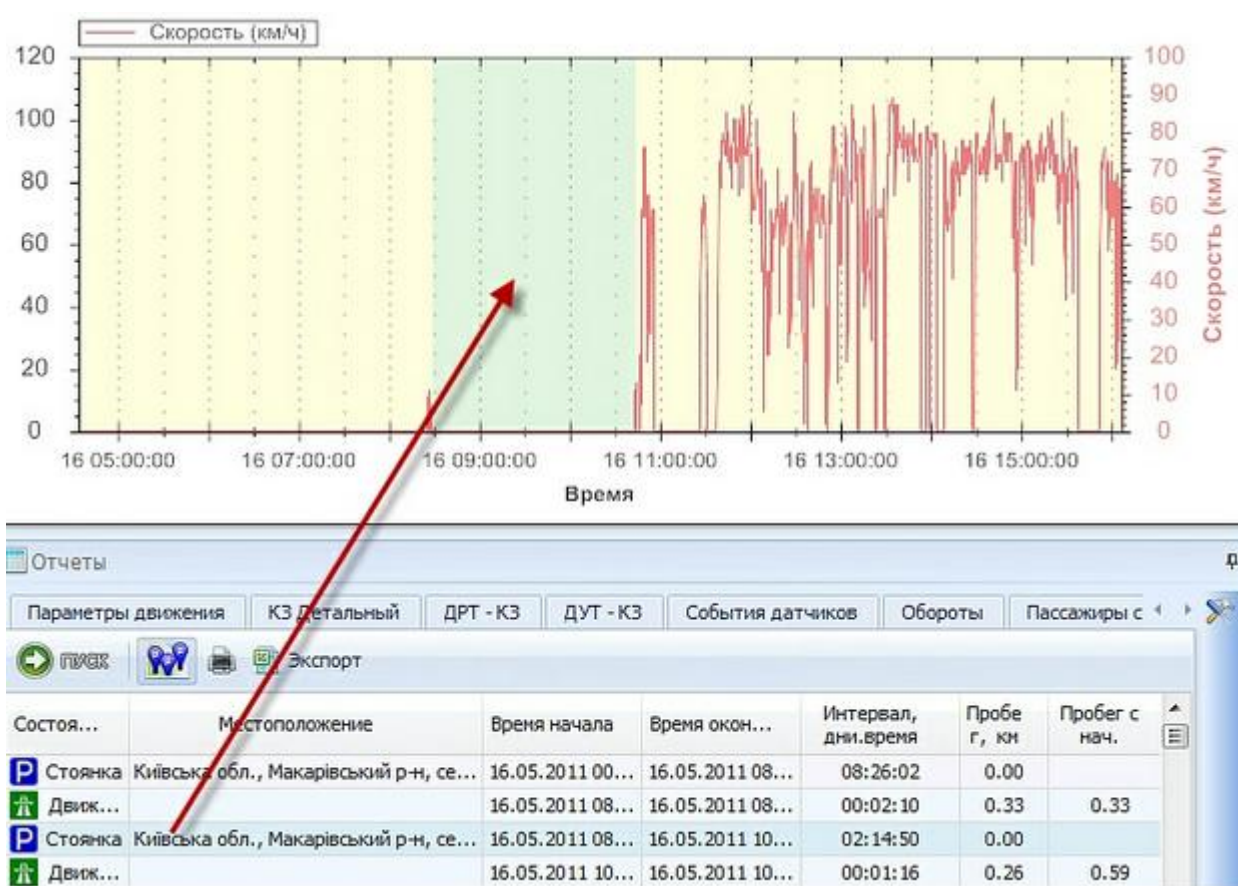 Скорость (км/ч)
120
100
80
60
40
20
0
100
90
80
70
60
50
40
30
20
10
0
Скорость (км/ч)
16 05:00:00 16 07:00:00 16 09:00:00 16 11:00:00 16 13:00:00 16 15:00:00
Время
Отчеты
Параметры движения КЗ Детальный ДРТ - КЗ ДУТ - КЗ События датчиков Обороты Пассажиры с
ПУСК Экспорт
Состоя... Местоположение Время начала Время окон... Интервал, дни.время Пробе г, км Пробег с нач.
P Стоянка Київська обл., Макарівський р-н, се... 16.05.2011 00... 16.05.2011 08... 08:26:02 0.00
Движ... 16.05.2011 08... 16.05.2011 08... 00:02:10 0.33 0.33
P Стоянка Київська обл., Макарівський р-н, се... 16.05.2011 08... 16.05.2011 10... 02:14:50 0.00
Движ... 16.05.2011 10... 16.05.2011 10... 00:01:16 0.26 0.59